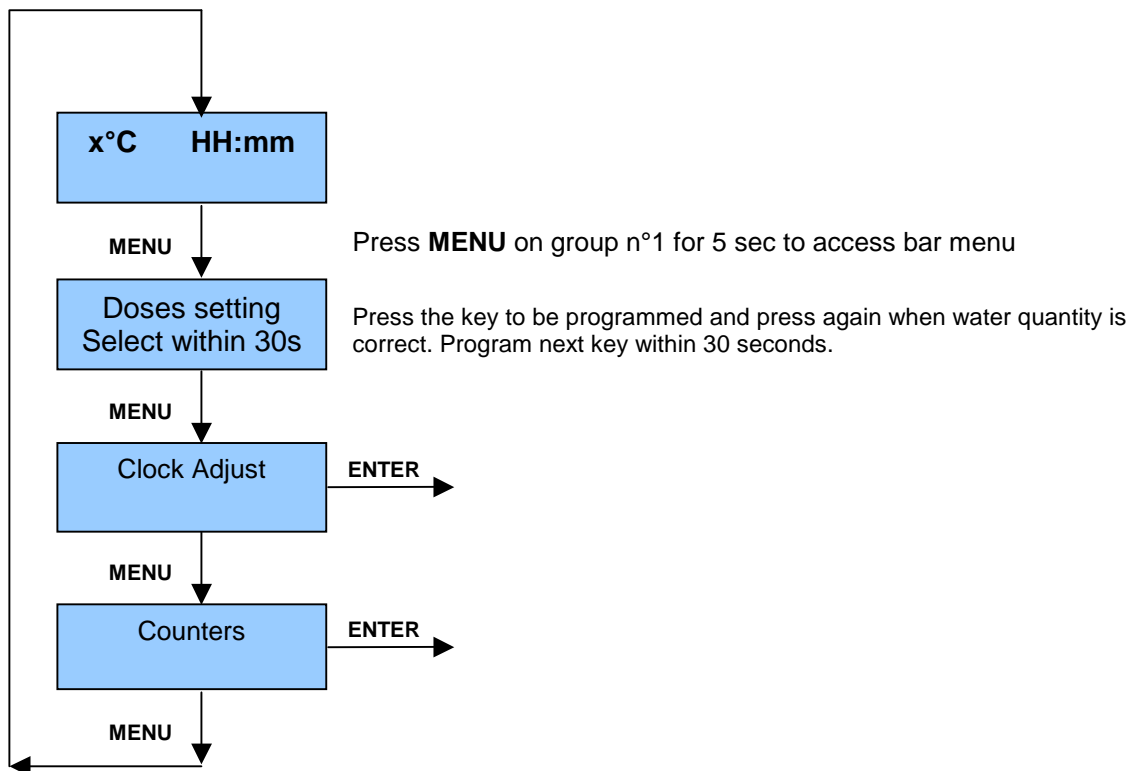 x°C HH:mm
MENU
Press MENU on group n°1 for 5 sec to access bar menu
Doses setting
Select within 30s
Press the key to be programmed and press again when water quantity is
correct. Program next key within 30 seconds.
MENU
Clock Adjust
ENTER
MENU
Counters
ENTER
MENU